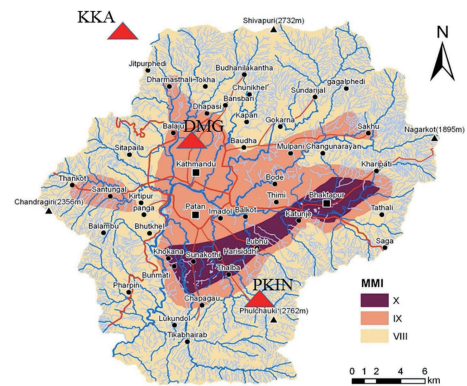 KKA
Shivapuri(2732m)
N
Jitpurphedi
Budhanilakantha
Dharmasthali
Tokha
Chunikhel
gagalphedi
Bansbari
Sundarijal
Dhapasi
Kapan
DMG
Balaju
Gokarna
Sakhu
Nagarkot(1895m)
Sitapaila
Baudha
Mulpani
Changunarayan
Kathmandu
Kharipati
Thankot
Bode
Santungal
Kirtipur
Thimi
Bhaktapur
Chandragiri(2356m)
panga
Patan
Imadol
Balkot
Katunje
Tathali
Balambu
Bhutkhel
Lubhu
Saga
Khokana
Harisiddhi
Sunakothi
Bunmati
Thaiba
PKIN
Pharpin
Chapagau
Phulchauki'(2762m)
Lukundol
Tikabhairab
MMI
X
IX
VIII
0 1 2 4 6
km